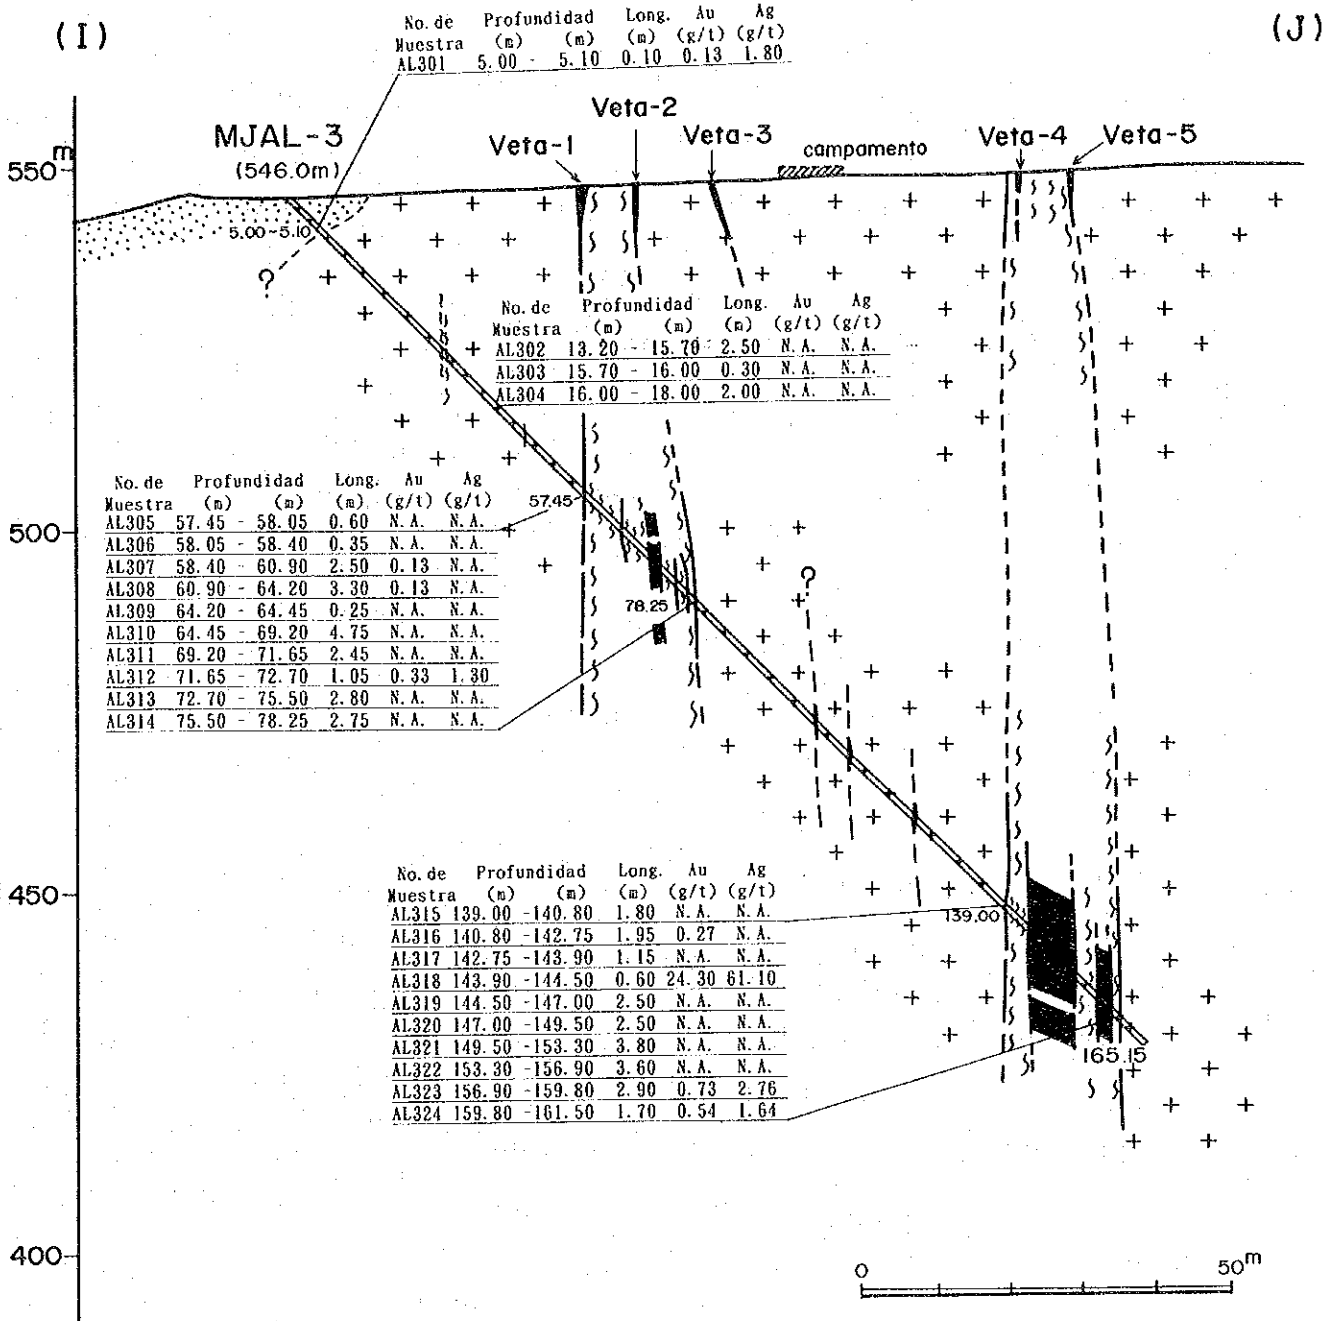 (I)
(J)
No. de Profundidad Long. Au Ag
Muestra (m) (m) (m) (g/t) (g/t)
AL301 5.00 - 5.10 0.10 0.13 1.80
MJAL-3
(546.0m)
Veta-1
Veta-2
Veta-3
campamento
Veta-4
Veta-5
m
550
5.00~5.10
?
No. de Profundidad Long. Au Ag
Muestra (m) (m) (m) (g/t) (g/t)
AL302 13.20 - 15.70 2.50 N.A. N.A.
AL303 15.70 - 16.00 0.30 N.A. N.A.
AL304 16.00 - 18.00 2.00 N.A. N.A.
No. de Profundidad Long. Au Ag
Muestra (m) (m) (m) (g/t) (g/t)
AL305 57.45 - 58.05 0.60 N.A. N.A.
AL306 58.05 - 58.40 0.35 N.A. N.A.
AL307 58.40 - 60.90 2.50 0.13 N.A.
AL308 60.90 - 64.20 3.30 0.13 N.A.
AL309 64.20 - 64.45 0.25 N.A. N.A.
AL310 64.45 - 69.20 4.75 N.A. N.A.
AL311 69.20 - 71.65 2.45 N.A. N.A.
AL312 71.65 - 72.70 1.05 0.33 1.30
AL313 72.70 - 75.50 2.80 N.A. N.A.
AL314 75.50 - 78.25 2.75 N.A. N.A.
57.45
500
78.25
?
No. de Profundidad Long. Au Ag
Muestra (m) (m) (m) (g/t) (g/t)
AL315 139.00 -140.80 1.80 N.A. N.A.
AL316 140.80 -142.75 1.95 0.27 N.A.
AL317 142.75 -143.90 1.15 N.A. N.A.
AL318 143.90 -144.50 0.60 24.30 61.10
AL319 144.50 -147.00 2.50 N.A. N.A.
AL320 147.00 -149.50 2.50 N.A. N.A.
AL321 149.50 -153.30 3.80 N.A. N.A.
AL322 153.30 -156.90 3.60 N.A. N.A.
AL323 156.90 -159.80 2.90 0.73 2.76
AL324 159.80 -161.50 1.70 0.54 1.64
450
139.00
165.15
400
0 50m